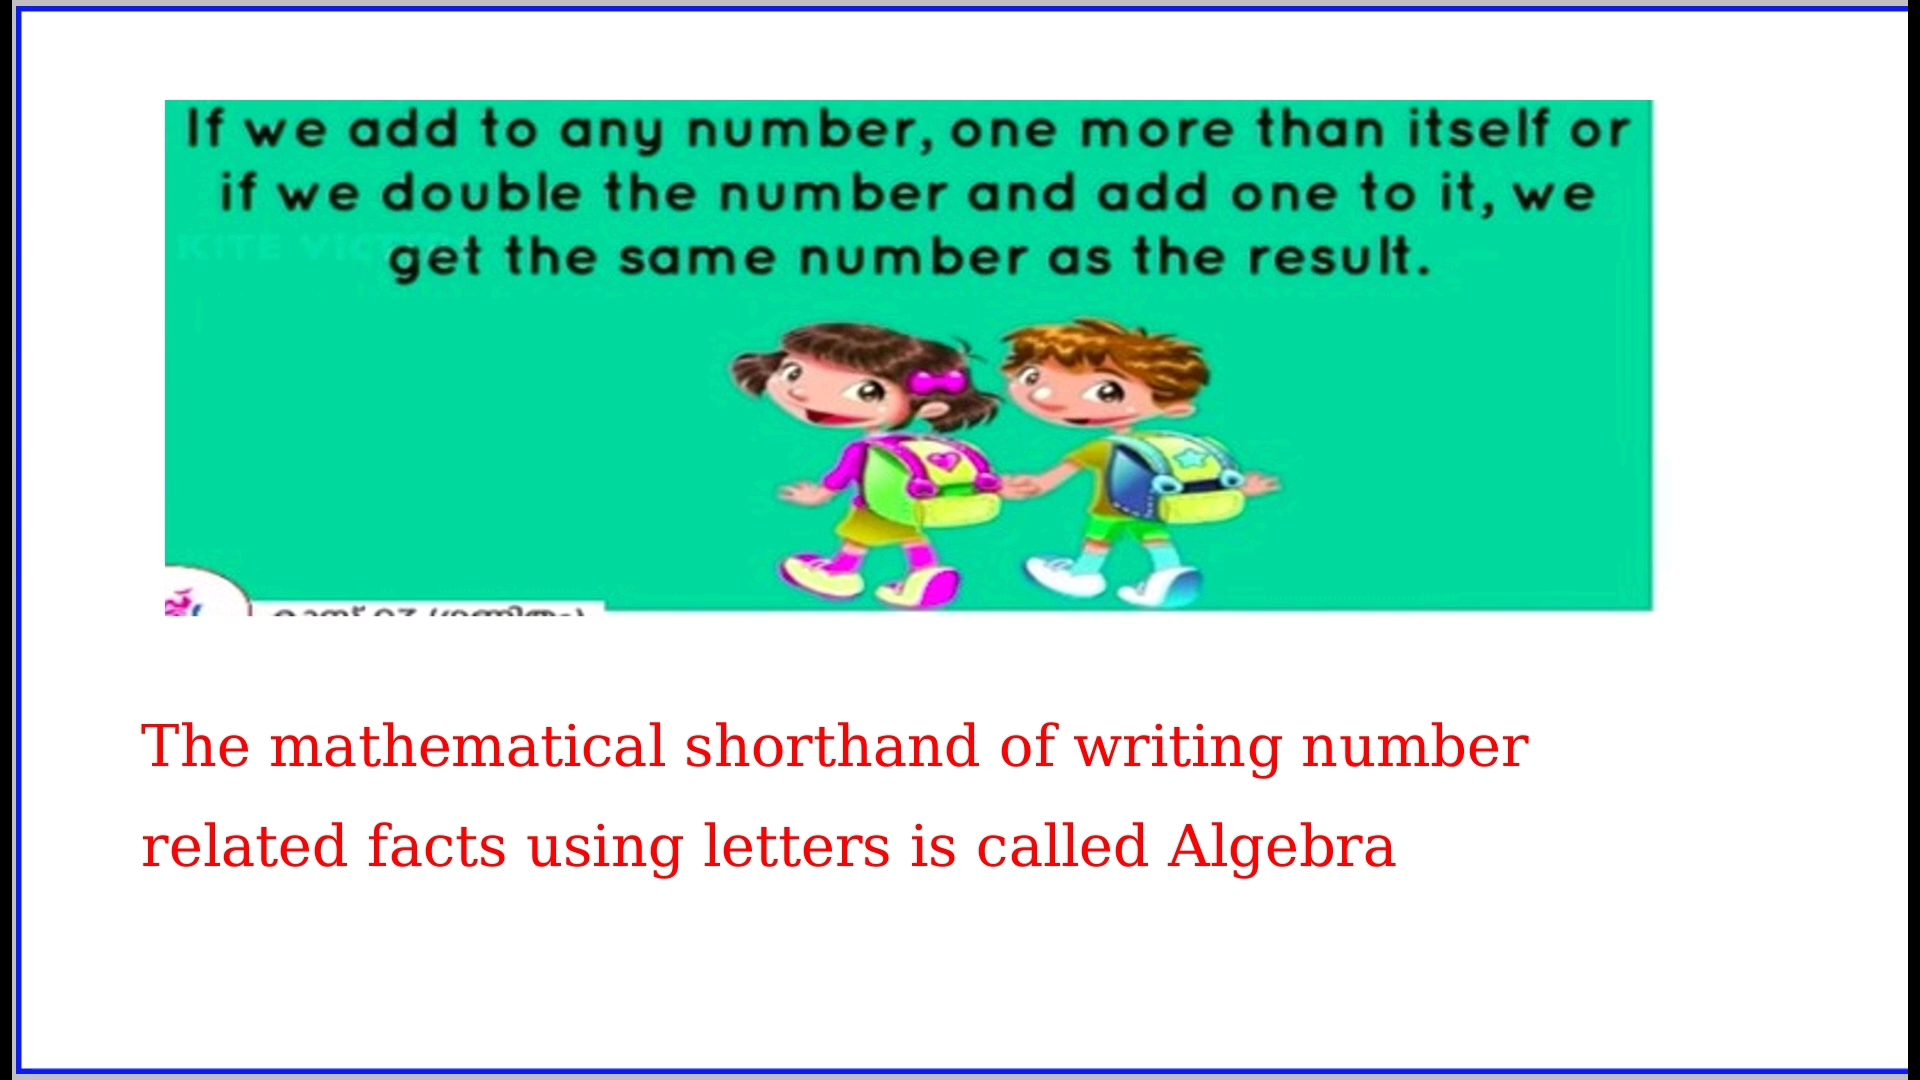 If we add to any number, one more than itself or
if we double the number and add one to it, we
KITE VICTERS
get the same number as the result.
The mathematical shorthand of writing number
related facts using letters is called Algebra